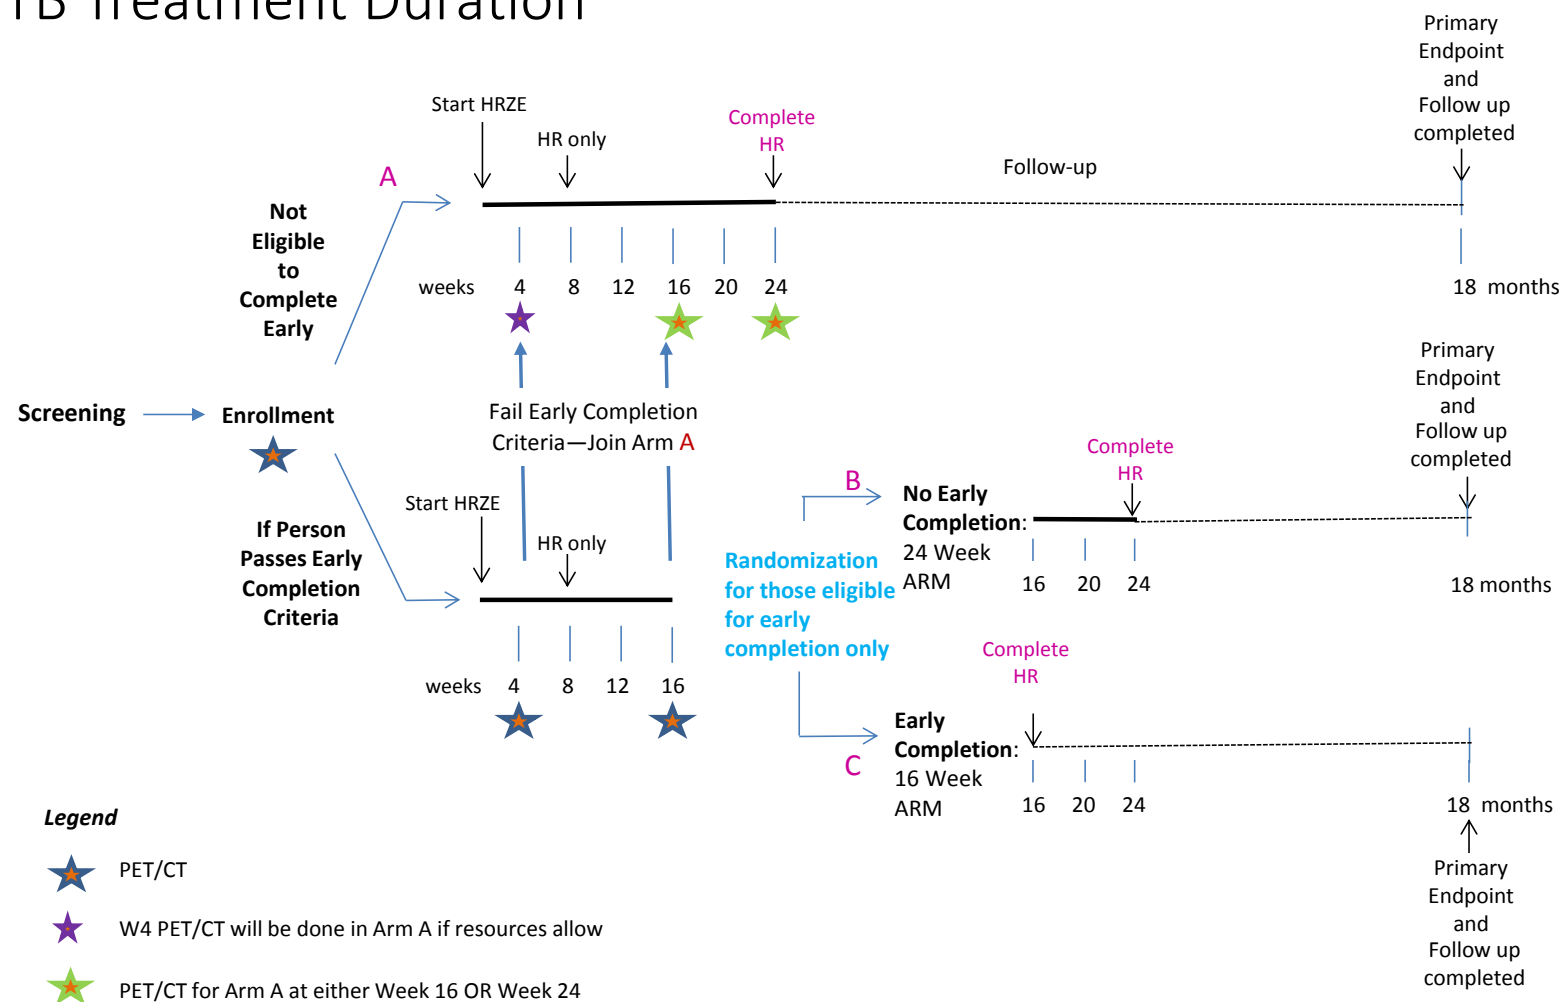 TB Treatment Duration
Primary
Endpoint
and
Follow up
completed
Start HRZE
HR only
Complete
HR
Follow-up
A
Not
Eligible
to
Complete
Early
weeks 4 8 12 16 20 24
18 months
Screening
Enrollment
Fail Early Completion
Criteria—Join Arm A
If Person
Passes Early
Completion
Criteria
Start HRZE
HR only
weeks 4 8 12 16
Randomization
for those eligible
for early
completion only
B
No Early
Completion:
24 Week
ARM
Complete
HR
16 20 24
Primary
Endpoint
and
Follow up
completed
18 months
C
Early
Completion:
16 Week
ARM
Complete
HR
16 20 24
18 months
Primary
Endpoint
and
Follow up
completed
Legend
PET/CT
W4 PET/CT will be done in Arm A if resources allow
PET/CT for Arm A at either Week 16 OR Week 24